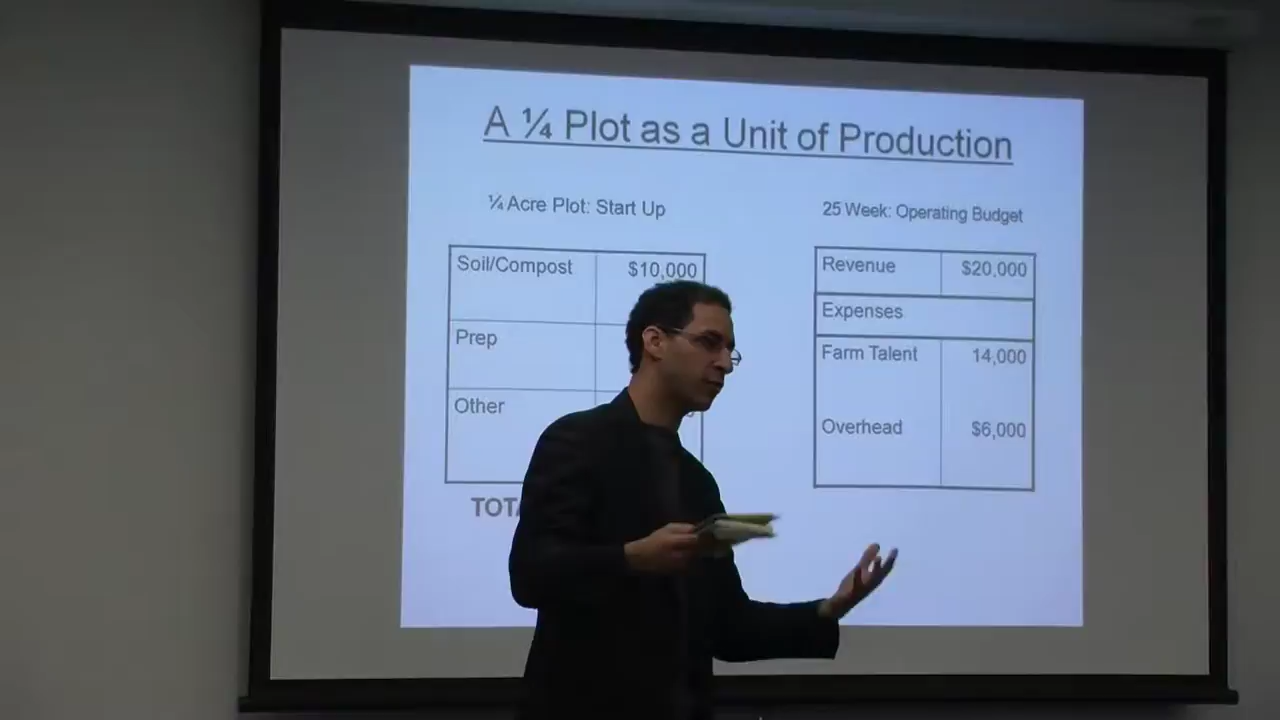 A ¼ Plot as a Unit of Production
¼ Acre Plot: Start Up
Soil/Compost $10,000
Prep
Other
25 Week: Operating Budget
Revenue $20,000
Expenses
Farm Talent 14,000
Overhead $6,000